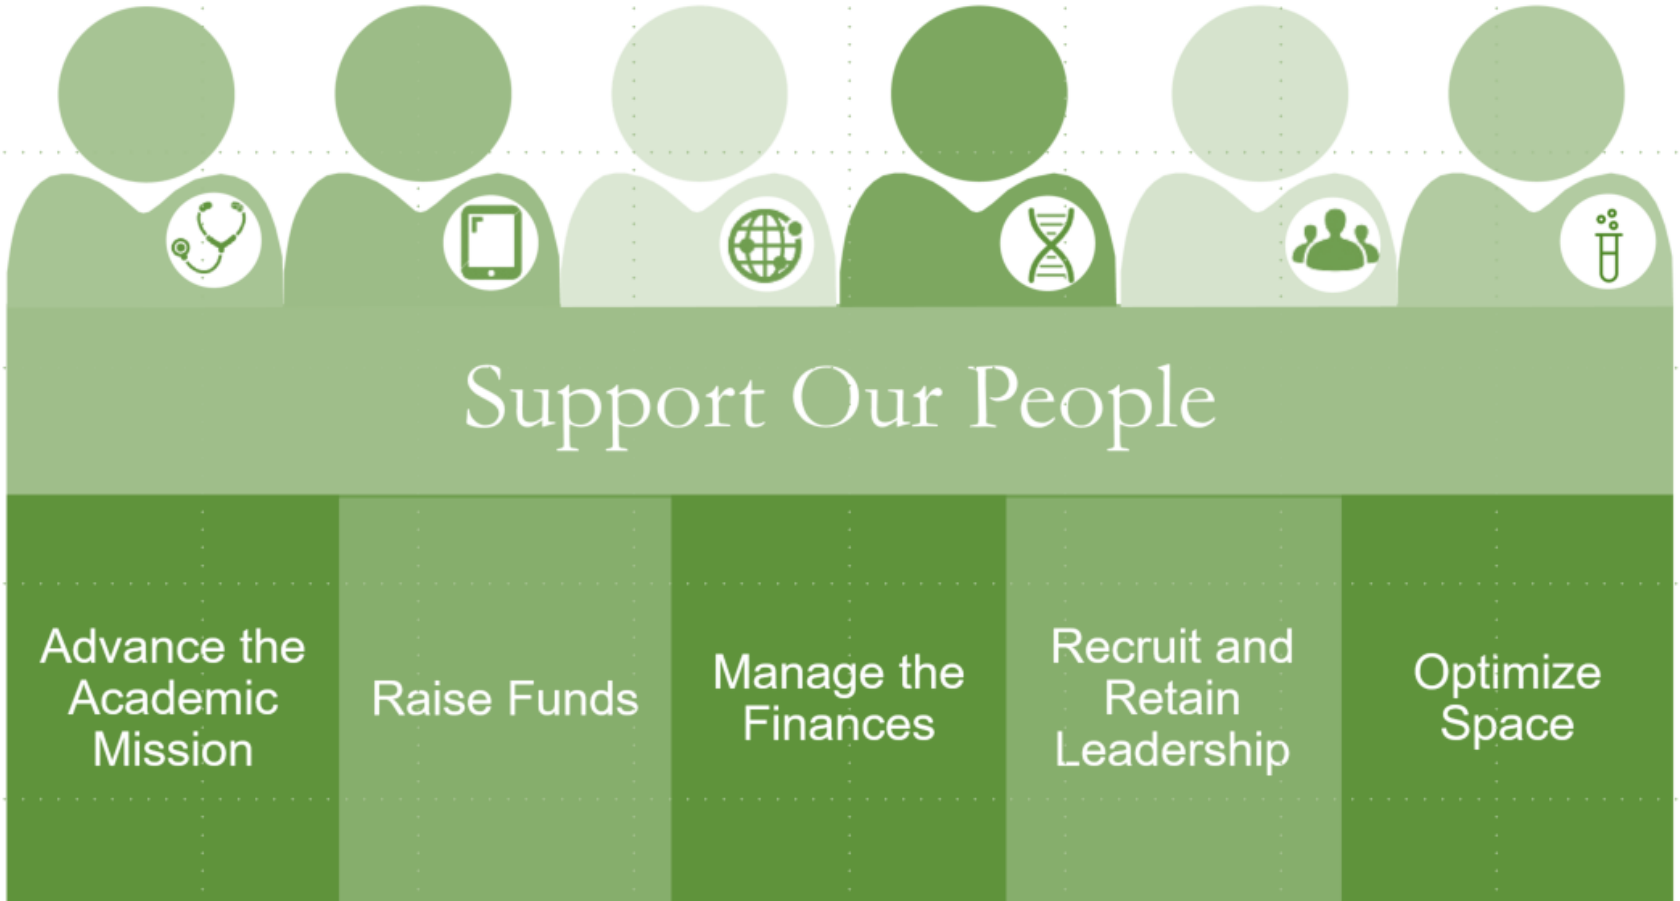 Support Our People
Advance the
Academic
Mission
Raise Funds
Manage the
Finances
Recruit and
Retain
Leadership
Optimize
Space